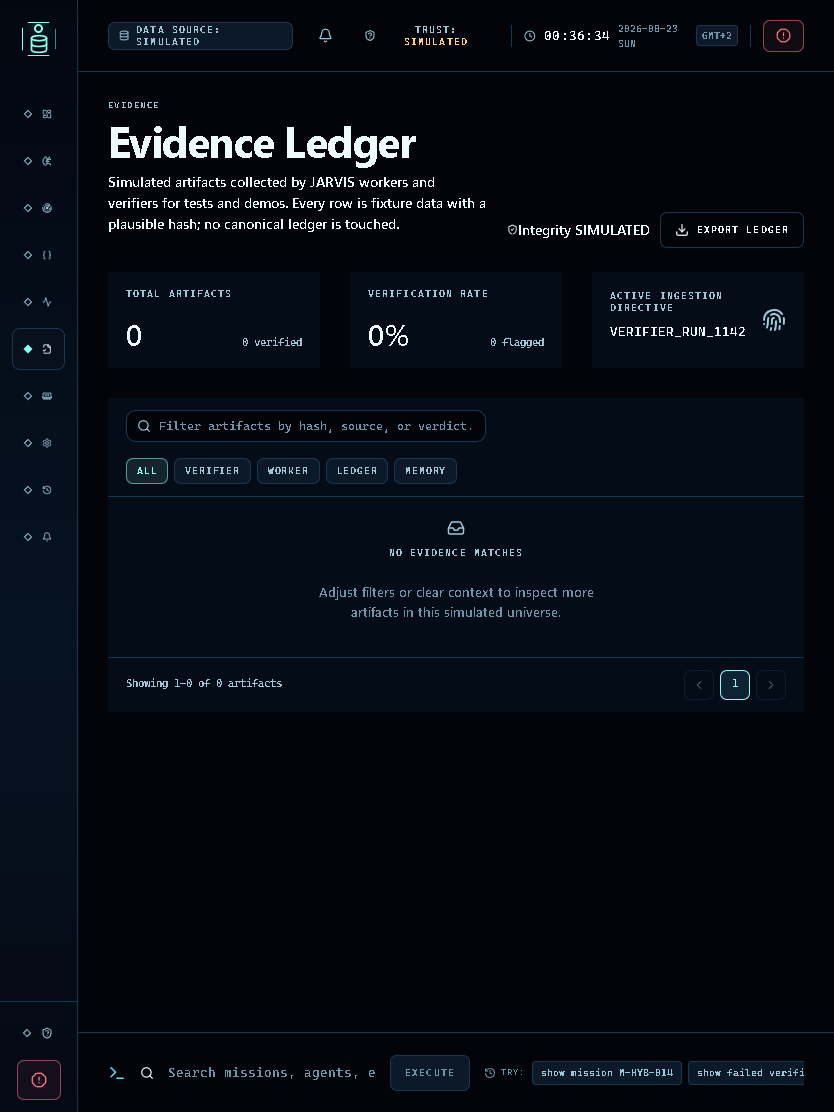 DATA SOURCE:
SIMULATED
TRUST:
SIMULATED
00:36:34
2026-08-23
SUN
GMT+2
EVIDENCE
Evidence Ledger
Simulated artifacts collected by JARVIS workers and
verifiers for tests and demos. Every row is fixture data with a
plausible hash; no canonical ledger is touched.
Integrity SIMULATED
EXPORT LEDGER
TOTAL ARTIFACTS
0
0 verified
VERIFICATION RATE
0%
0 flagged
ACTIVE INGESTION
DIRECTIVE
VERIFIER_RUN_1142
Filter artifacts by hash, source, or verdict.
ALL
VERIFIER
WORKER
LEDGER
MEMORY
NO EVIDENCE MATCHES
Adjust filters or clear context to inspect more
artifacts in this simulated universe.
Showing 1–0 of 0 artifacts
1
Search missions, agents, e
EXECUTE
TRY:
show mission M-HYB-014
show failed verifi